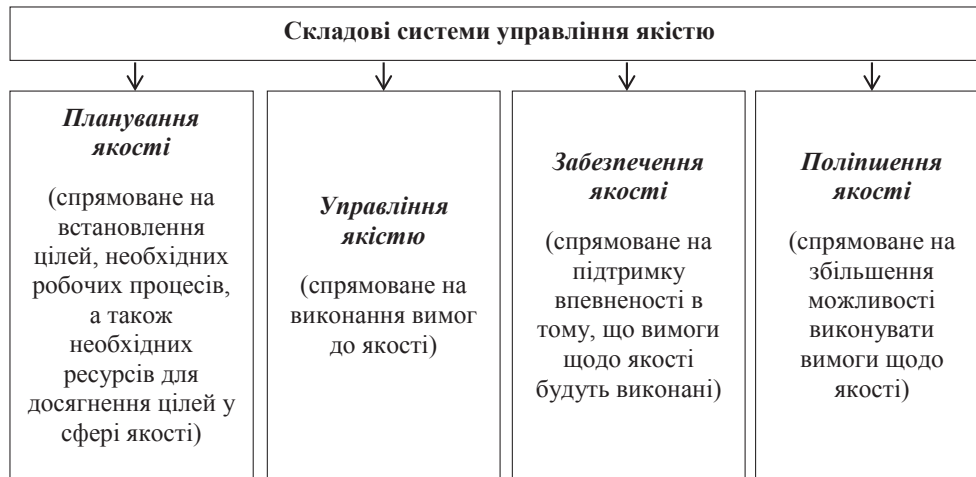 Складові системи управління якістю
Планування
якості
(спрямоване на
встановлення
цілей, необхідних
робочих процесів,
а також
необхідних
ресурсів для
досягнення цілей у
сфері якості)
Управління
якістю
(спрямоване на
виконання вимог
до якості)
Забезпечення
якості
(спрямоване на
підтримку
впевненості в
тому, що вимоги
щодо якості
будуть виконані)
Поліпшення
якості
(спрямоване на
збільшення
можливості
виконувати
вимоги щодо
якості)